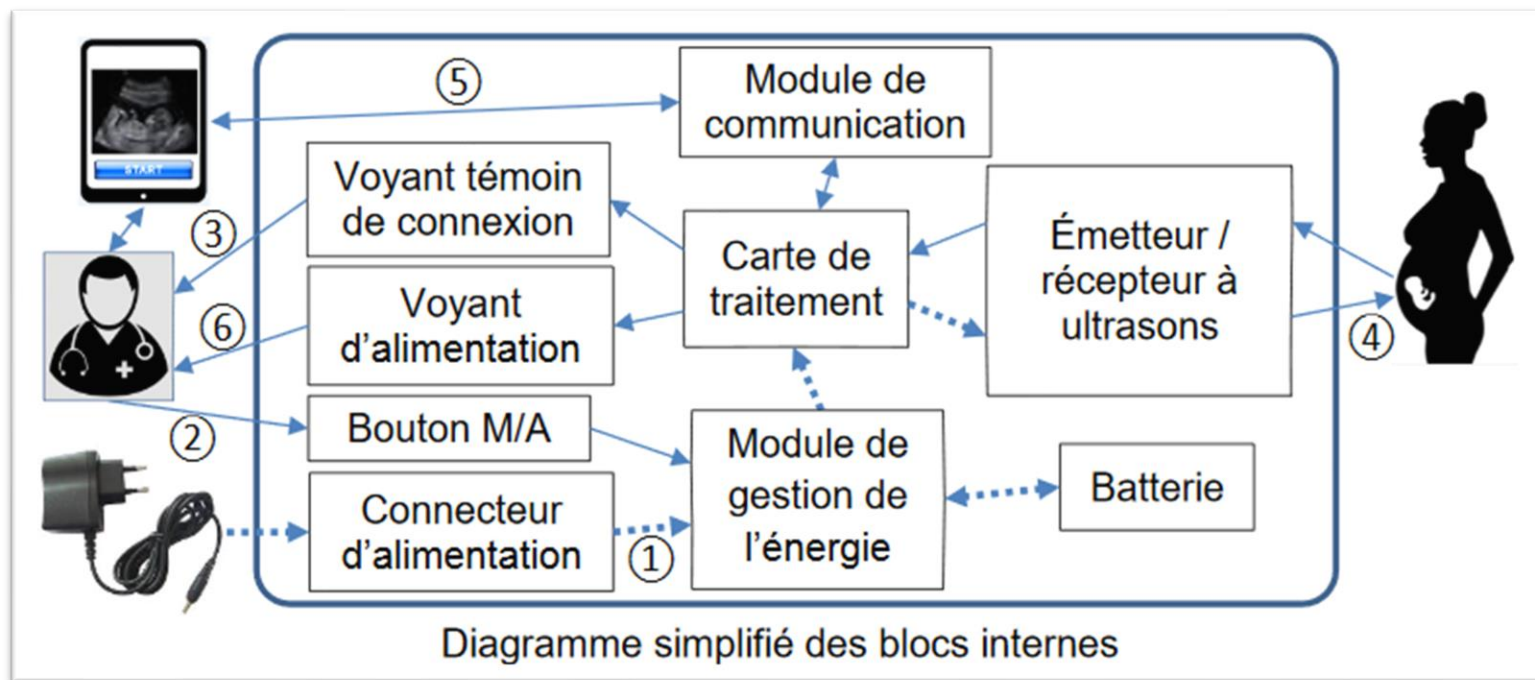 START
⑤
Module de
communication
Voyant témoin
de connexion
③
Carte de
traitement
Émetteur /
récepteur à
ultrasons
Voyant
d'alimentation
⑥
④
Bouton M/A
②
Module de
gestion de
l'énergie
Batterie
Connecteur
d'alimentation
①
Diagramme simplifié des blocs internes